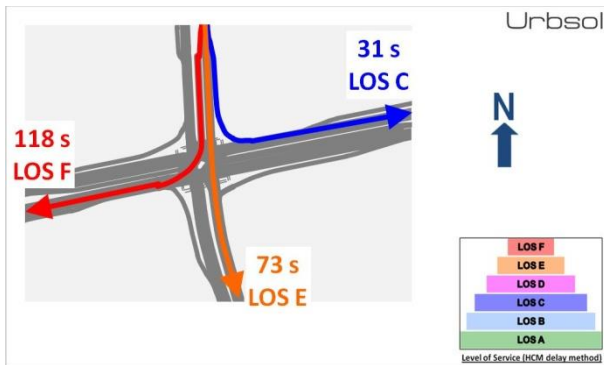 Urbsol
31 s
LOS C
N
118 s
LOS F
73 s
LOS E
LOS F
LOS E
LOS D
LOS C
LOS B
LOS A
Level of Service (HCM delay method)